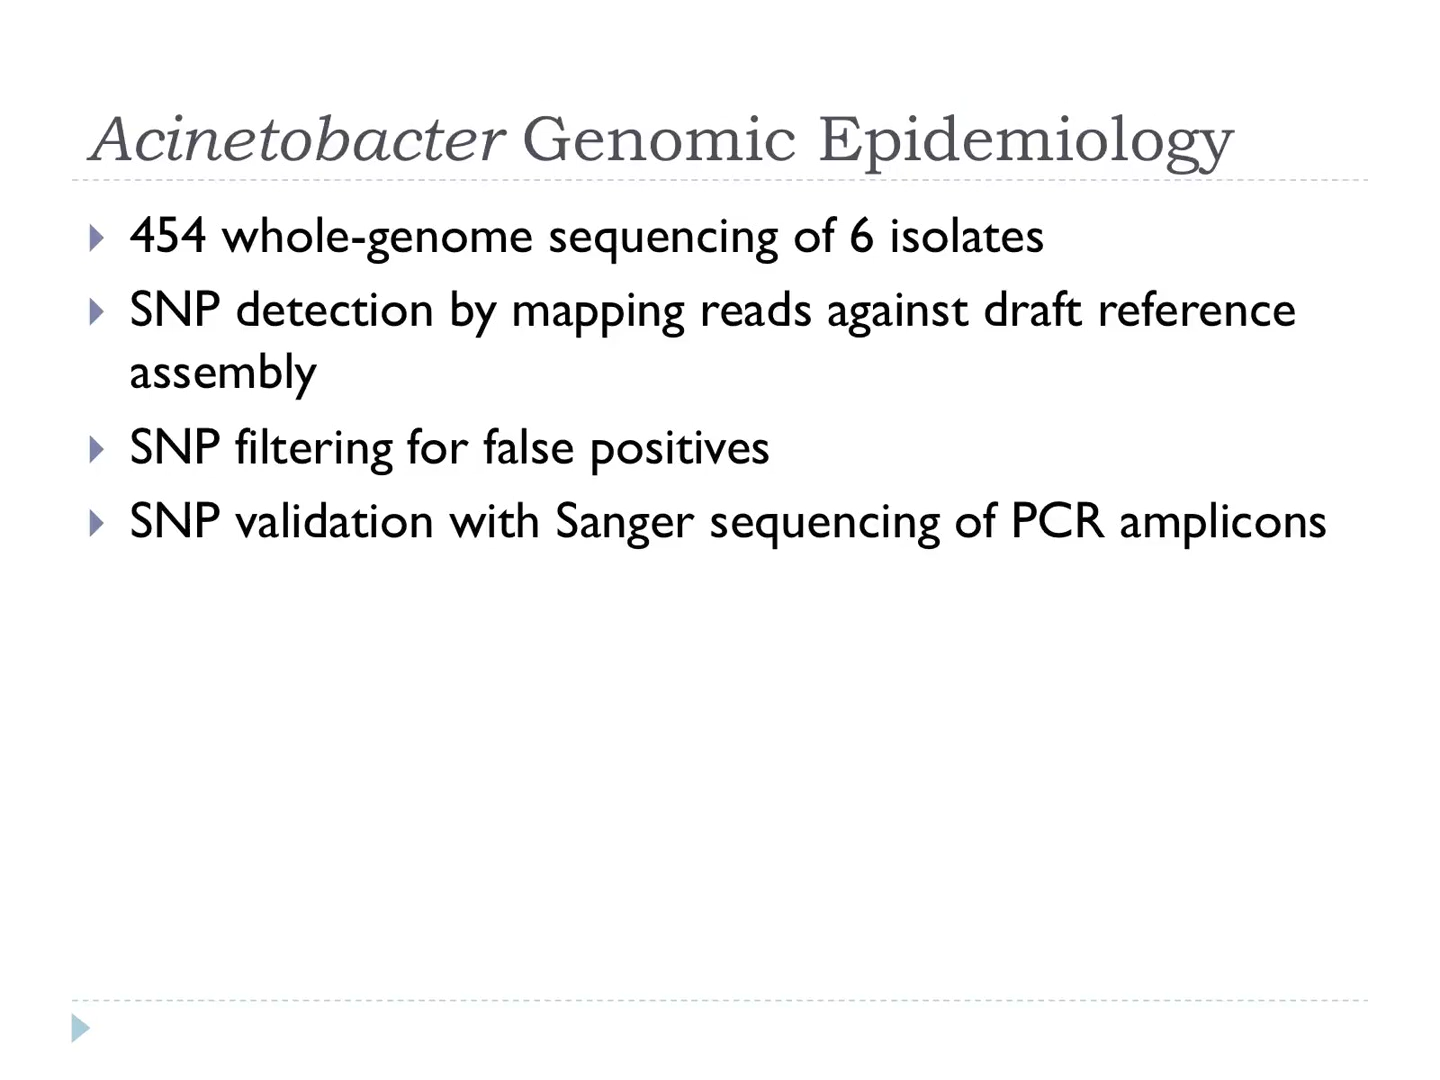 Acinetobacter Genomic Epidemiology
454 whole-genome sequencing of 6 isolates
SNP detection by mapping reads against draft reference
assembly
SNP filtering for false positives
SNP validation with Sanger sequencing of PCR amplicons